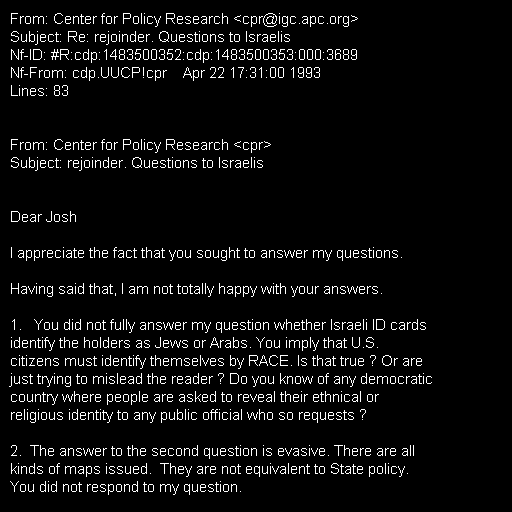 From: Center for Policy Research <cpr@igc.apc.org>
Subject: Re: rejoinder. Questions to Israelis
Nf-ID: #R:cdp:1483500352:cdp:1483500353:000:3689
Nf-From: cdp.UUCP!cpr    Apr 22 17:31:00 1993
Lines: 83
From: Center for Policy Research <cpr>
Subject: rejoinder. Questions to Israelis
Dear Josh
I appreciate the fact that you sought to answer my questions.
Having said that, I am not totally happy with your answers.
1.   You did not fully answer my question whether Israeli ID cards
identify the holders as Jews or Arabs. You imply that U.S.
citizens must identify themselves by RACE. Is that true ? Or are
just trying to mislead the reader ? Do you know of any democratic
country where people are asked to reveal their ethnical or
religious identity to any public official who so requests ?
2.  The answer to the second question is evasive. There are all
kinds of maps issued.  They are not equivalent to State policy.
You did not respond to my question.